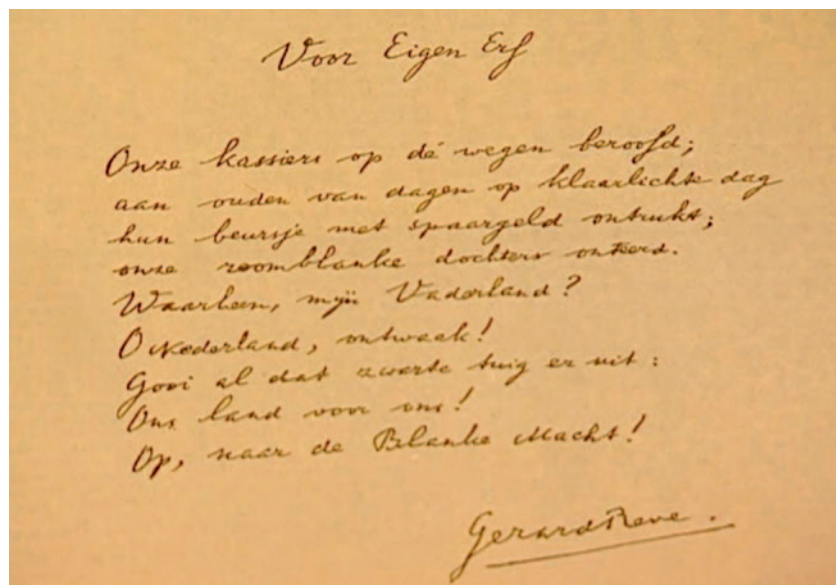 Voor Eigen Erf
Onze kassiers op de wegen beroofd;
aan ouden van dagen op klaarlichte dag
hun beursje met spaargeld ontrukt;
onze roomblanke dochters onteerd.
Waarheen, mijn Vaderland?
O Nederland, ontwaak!
Gooi al dat zwarte tuig er uit:
Ons land voor ons!
Op, naar de Blanke Macht!
Gerard Reve.